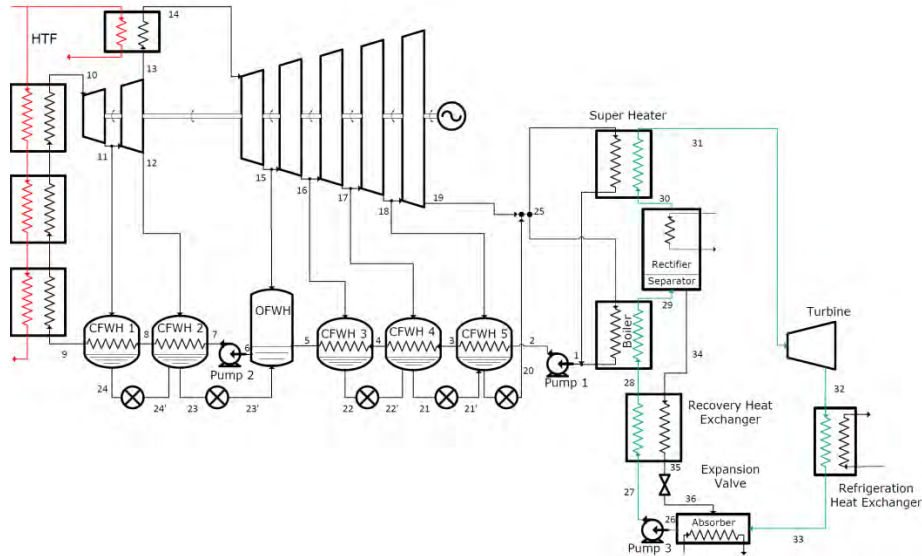 14
HTF
13
10
11
12
15
16
17
18
19
25
Super Heater
31
30
Rectifier
Separator
29
Turbine
OFWH
CFWH 1
8
CFWH 2
7
6
5
CFWH 3
4
CFWH 4
3
CFWH 5
2
1
Boiler
34
9
Pump 2
20
Pump 1
24
24'
23
23'
22
22'
21
21'
28
32
Recovery Heat
Exchanger
35
Expansion
Valve
27
36
Refrigeration
Heat Exchanger
26
Absorber
33
Pump 3